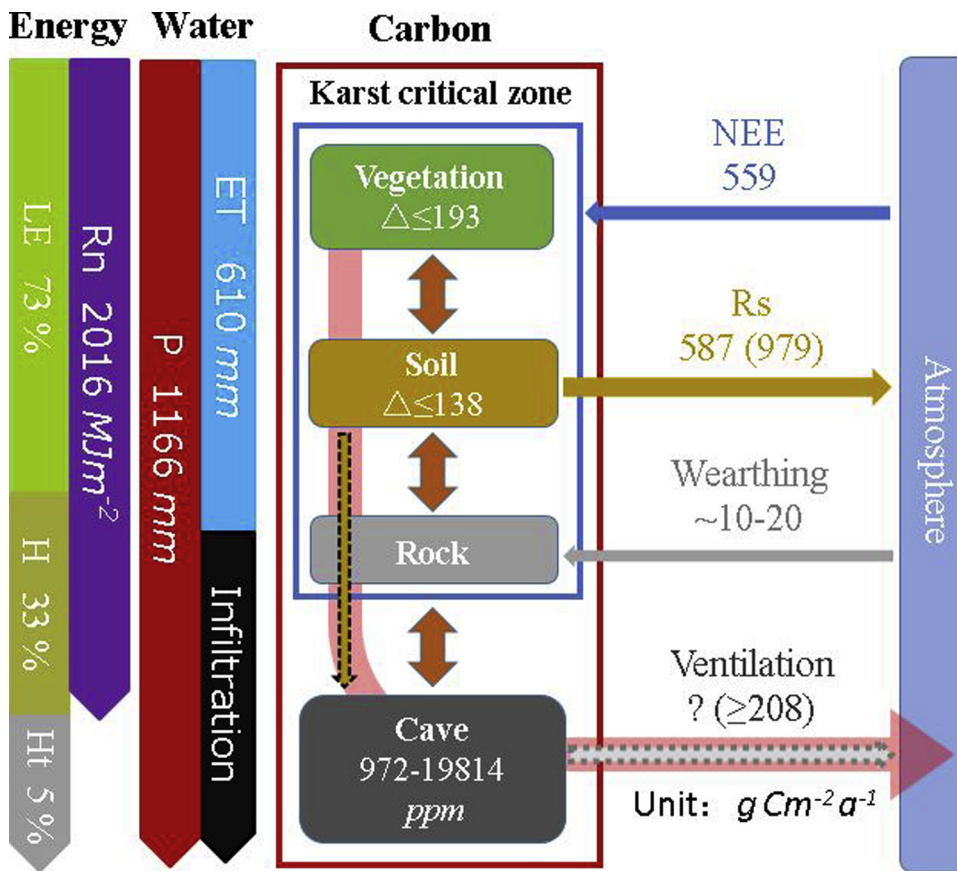 Energy Water Carbon
Karst critical zone
LE 73 %
H 33 %
Ht 5 %
Rn 2016 MJm⁻²
P 1166 mm
ET 610 mm
Infiltration
Vegetation
△≤193
Soil
△≤138
Rock
Cave
972-19814
ppm
NEE
559
Rs
587 (979)
Wearthing
~10-20
Ventilation
? (≥208)
Unit: g Cm⁻² a⁻¹
Atmosphere